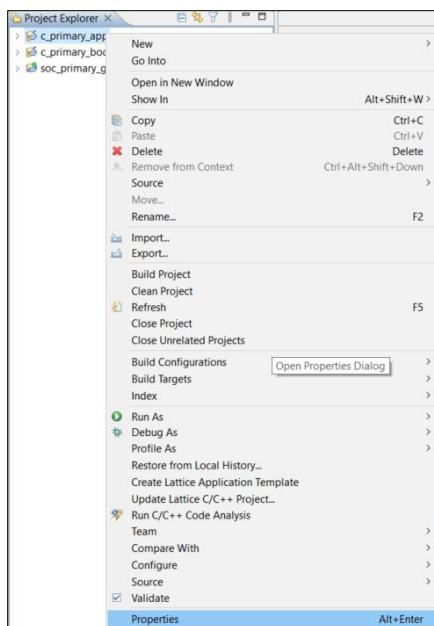 Project Explorer
c_primary_app
c_primary_boo
soc_primary_g
New
Go Into
Open in New Window
Show In Alt+Shift+W
Copy Ctrl+C
Paste Ctrl+V
Delete Delete
Remove from Context Ctrl+Alt+Shift+Down
Source
Move...
Rename... F2
Import...
Export...
Build Project
Clean Project
Refresh F5
Close Project
Close Unrelated Projects
Build Configurations
Open Properties Dialog
Build Targets
Index
Run As
Debug As
Profile As
Restore from Local History...
Create Lattice Application Template
Update Lattice C/C++ Project...
Run C/C++ Code Analysis
Team
Compare With
Configure
Source
Validate
Properties Alt+Enter